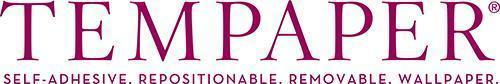 TEMPAPER®
SELF-ADHESIVE, REPOSITIONABLE, REMOVABLE, WALLPAPER